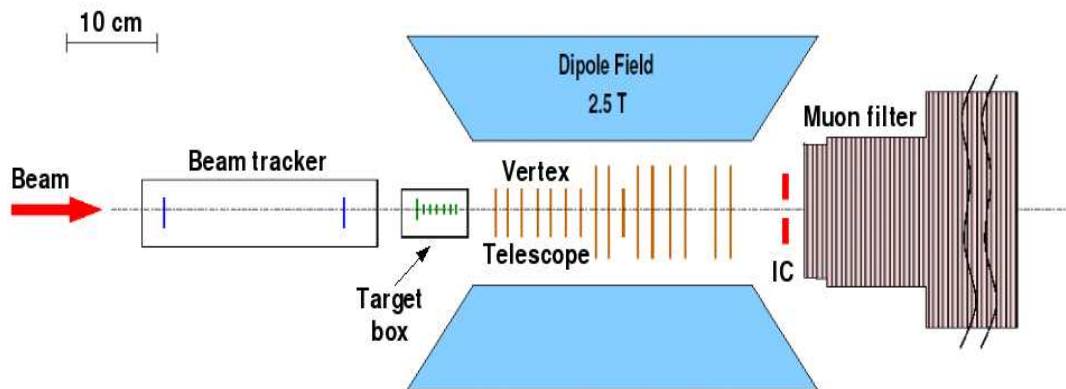 10 cm
Dipole Field
2.5 T
Muon filter
Beam tracker
Vertex
Beam
Telescope
IC
Target
box